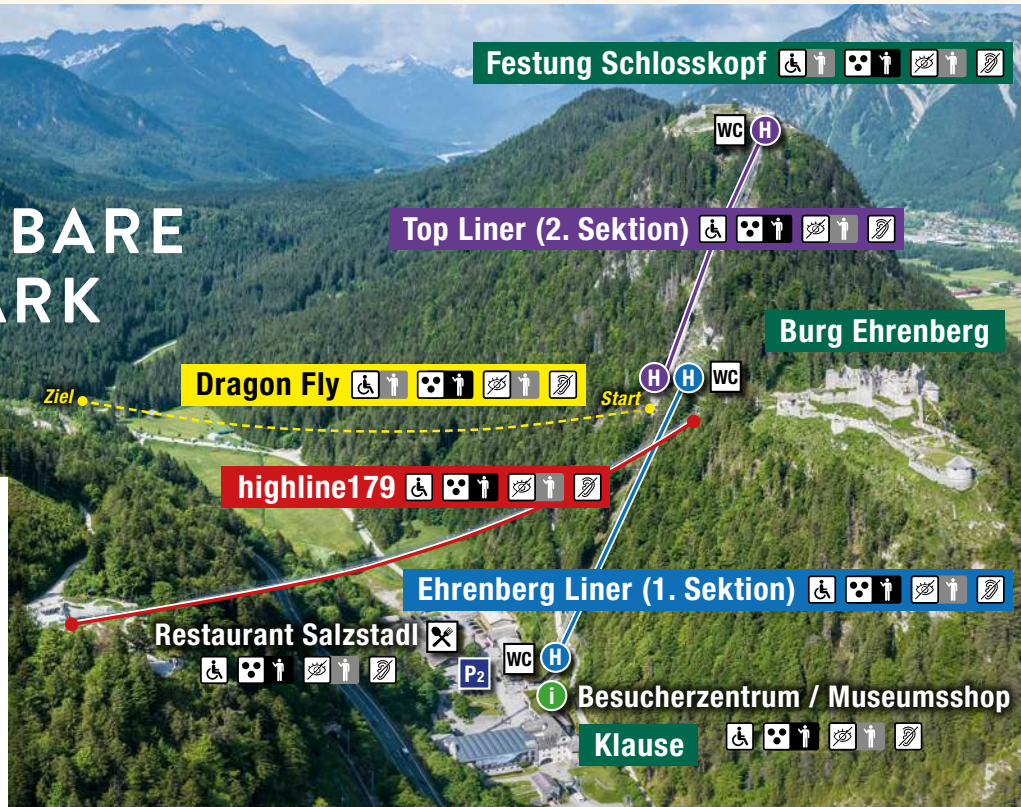 Festung Schlosskopf
WC H
BARE
ARK
Top Liner (2. Sektion)
Burg Ehrenberg
Dragon Fly
H H WC
Ziel
Start
highline179
Ehrenberg Liner (1. Sektion)
Restaurant Salzstadl
WC H
P2
i Besucherzentrum / Museumsshop
Klause